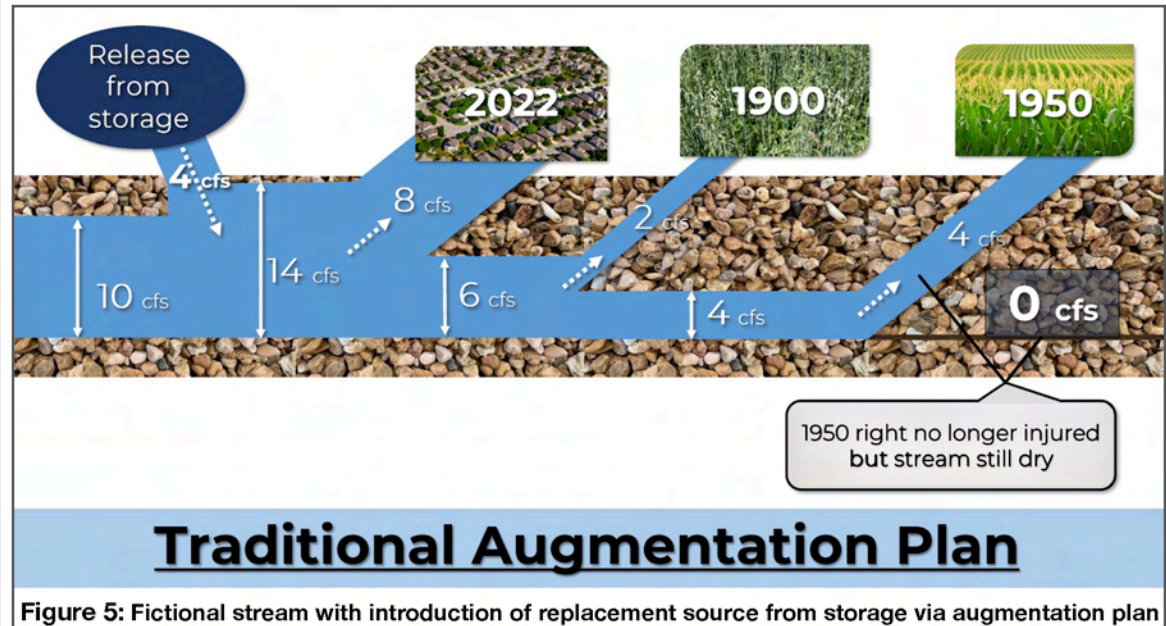 Release
from
storage
2022
1900
1950
4 cfs
8 cfs
2 cfs
4 cfs
10 cfs
14 cfs
6 cfs
4 cfs
0 cfs
1950 right no longer injured
but stream still dry
Traditional Augmentation Plan
Figure 5: Fictional stream with introduction of replacement source from storage via augmentation plan